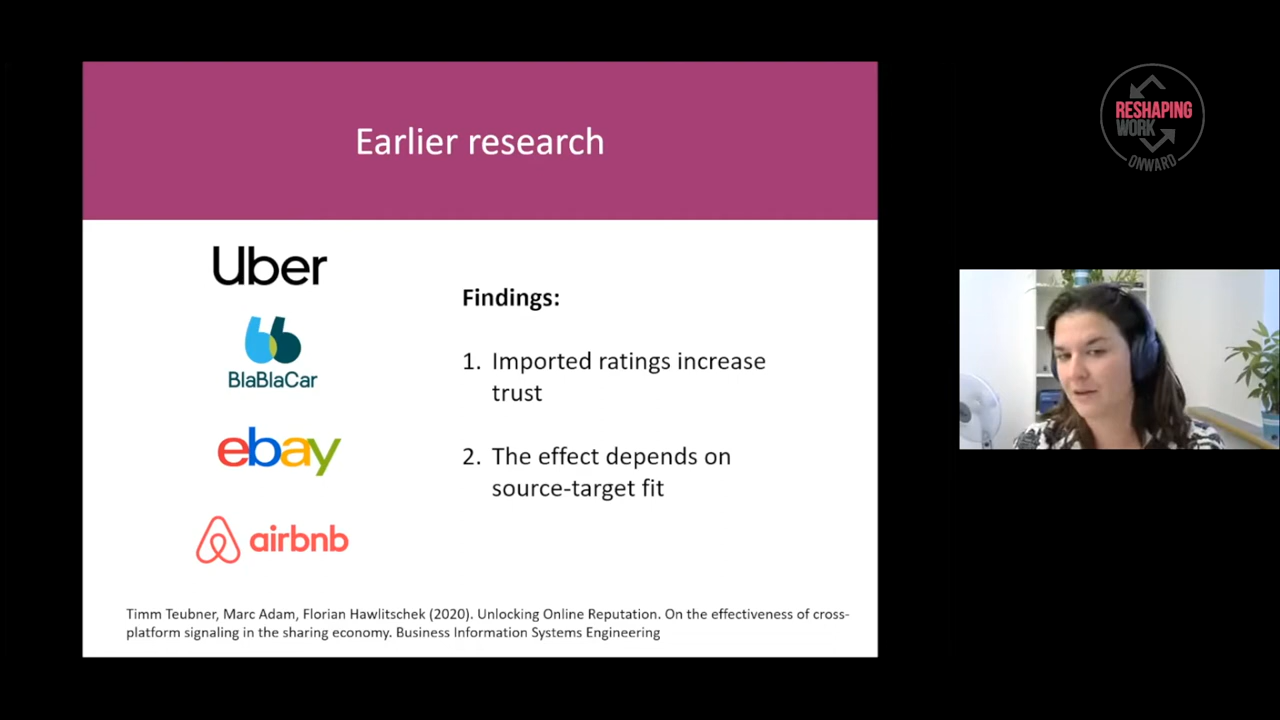 Earlier research
Uber
BlaBlaCar
ebay
airbnb
Findings:
1. Imported ratings increase
trust
2. The effect depends on
source-target fit
Timm Teubner, Marc Adam, Florian Hawlitschek (2020). Unlocking Online Reputation. On the effectiveness of cross-
platform signaling in the sharing economy. Business Information Systems Engineering
RESHAPING
WORK
ONWARD